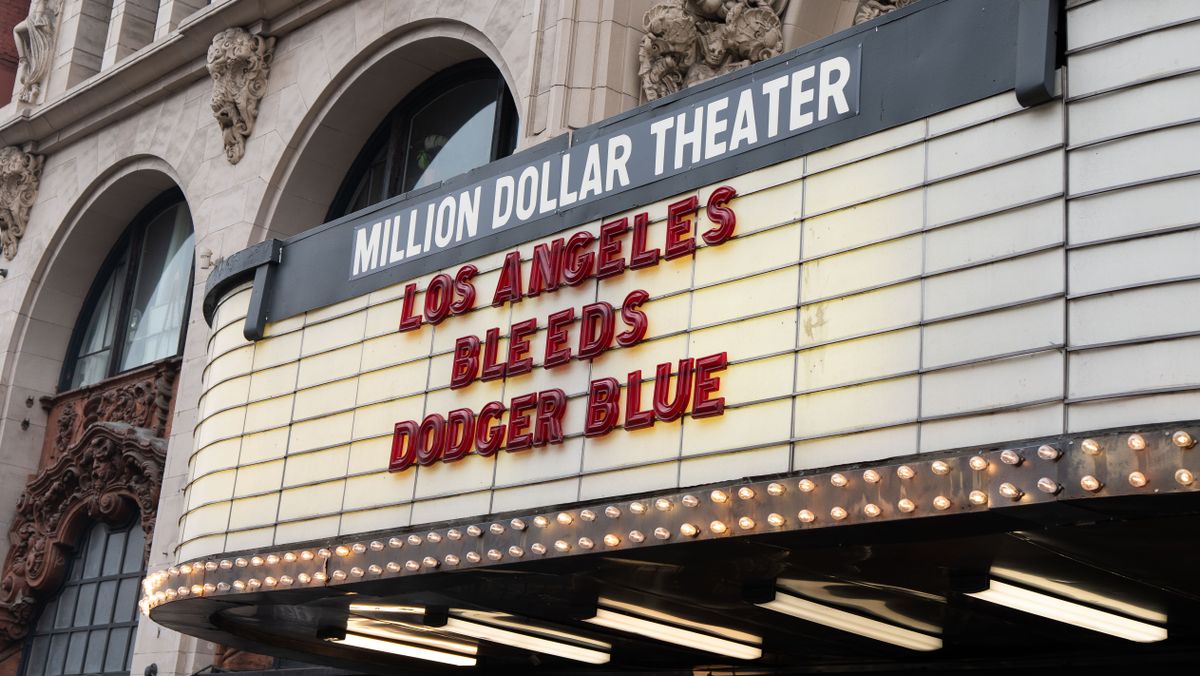 MILLION DOLLAR THEATER
LOS ANGELES
BLEEDS
DODGER BLUE